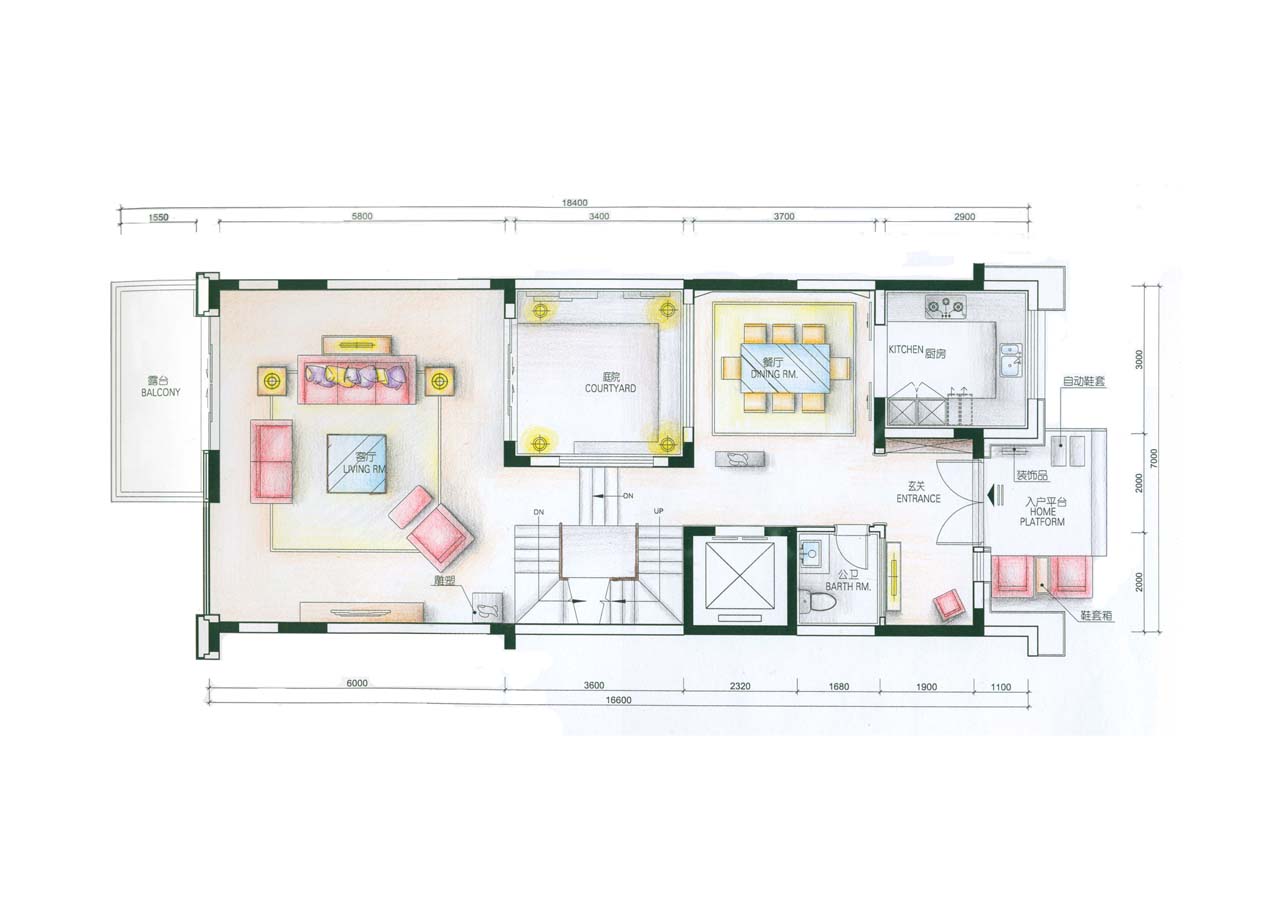 18400
1550
5800
3400
3700
2900
露台
BALCONY
客厅
LIVING RM.
庭院
COURTYARD
餐厅
DINING RM.
KITCHEN 厨房
自动鞋套
3000
7000
2000
2000
装饰品
入户平台
HOME
PLATFORM
玄关
ENTRANCE
DN
DN
UP
公卫
BARTH RM.
雕塑
鞋套箱
6000
3600
2320
1680
1900
1100
16600